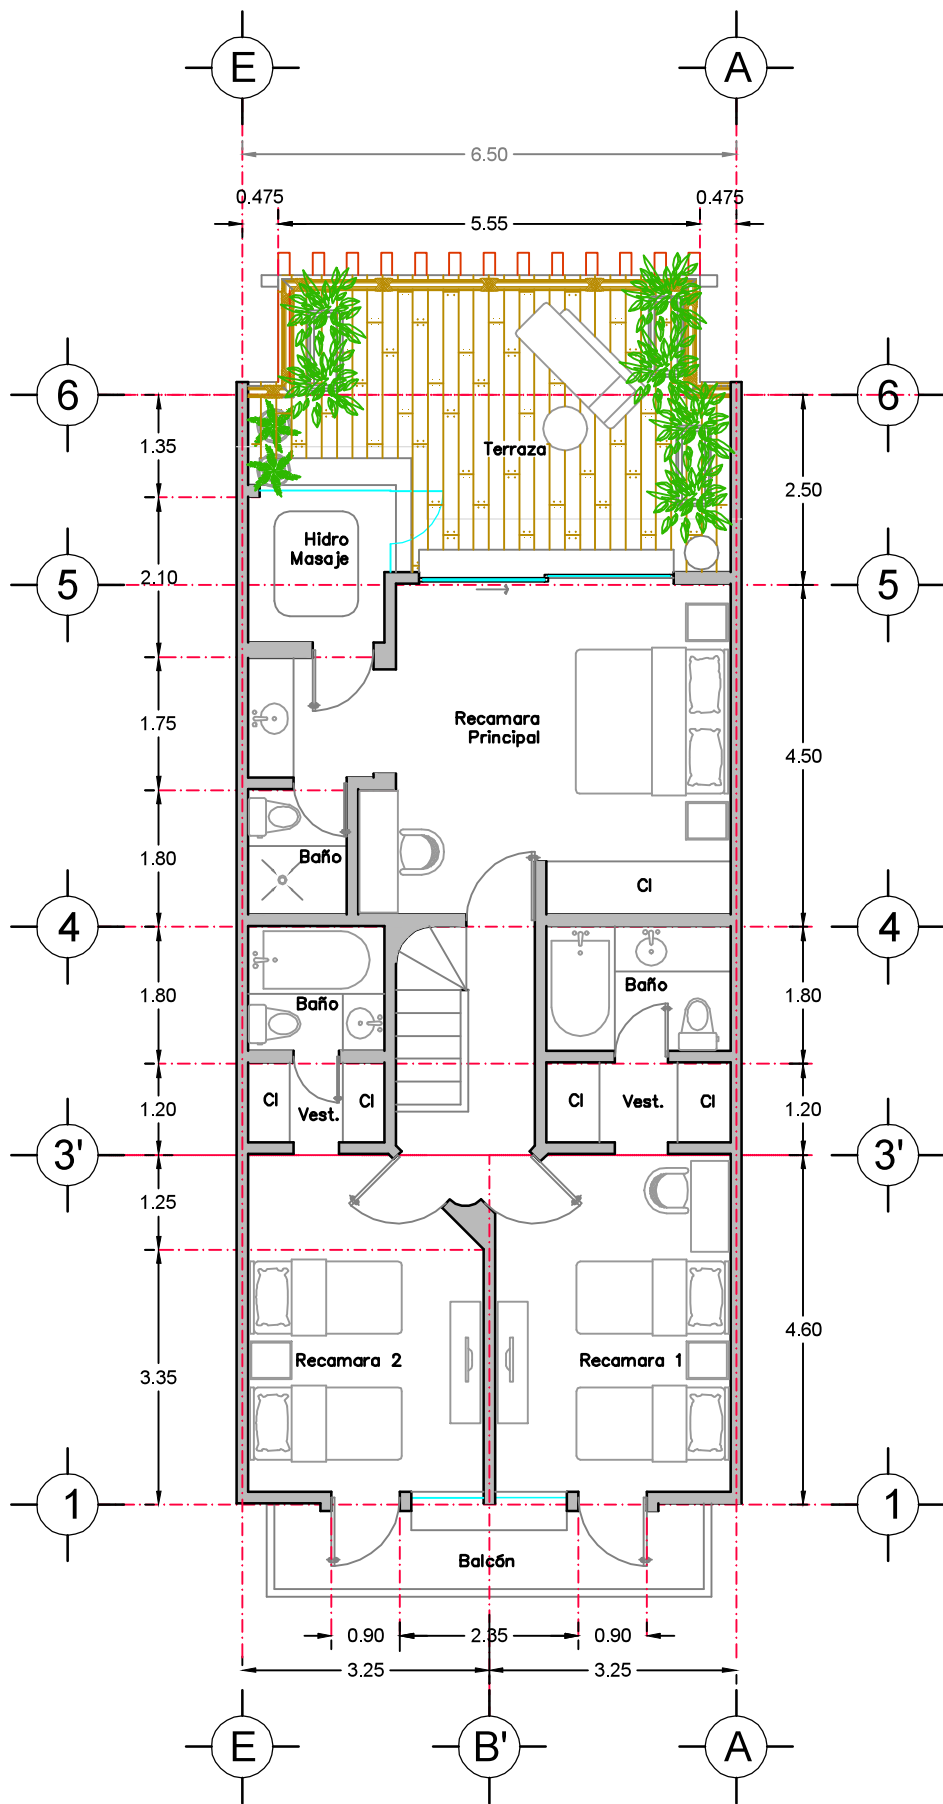 E
A
6.50
0.475
0.475
5.55
6
6
1.35
Terraza
2.50
Hidro
Masaje
2.10
5
5
Recamara
Principal
1.75
4.50
1.80
Baño
Cl
4
4
Baño
Baño
1.80
1.80
Cl
Vest.
Cl
Cl
Vest.
Cl
1.20
1.20
3'
3'
1.25
4.60
Recamara 2
Recamara 1
3.35
1
1
Balcón
0.90
2.35
0.90
3.25
3.25
E
B'
A